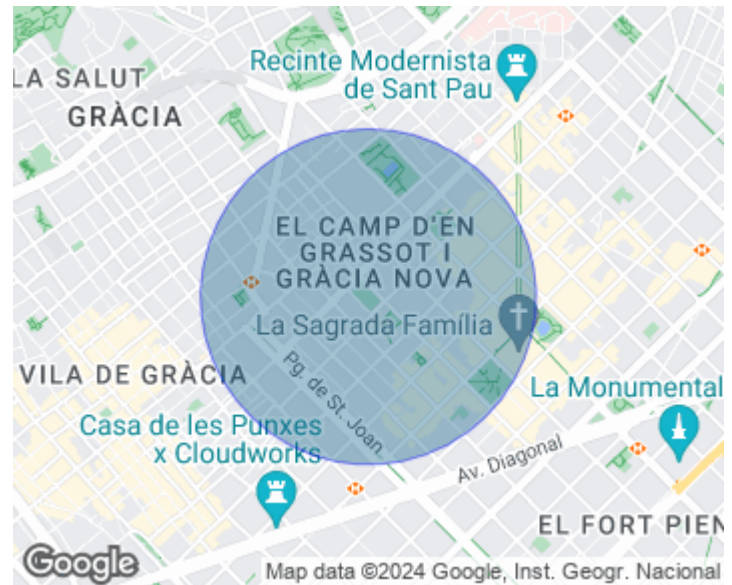 Recinte Modernista
de Sant Pau
LA SALUT
GRÀCIA
EL CAMP D'EN
GRASSOT I
GRÀCIA NOVA
La Sagrada Família
VILA DE GRÀCIA
Pg. de St. Joan
La Monumental
Casa de les Punxes
x Cloudworks
Av. Diagonal
EL FORT PIEN
Google
Map data ©2024 Google, Inst. Geogr. Nacional